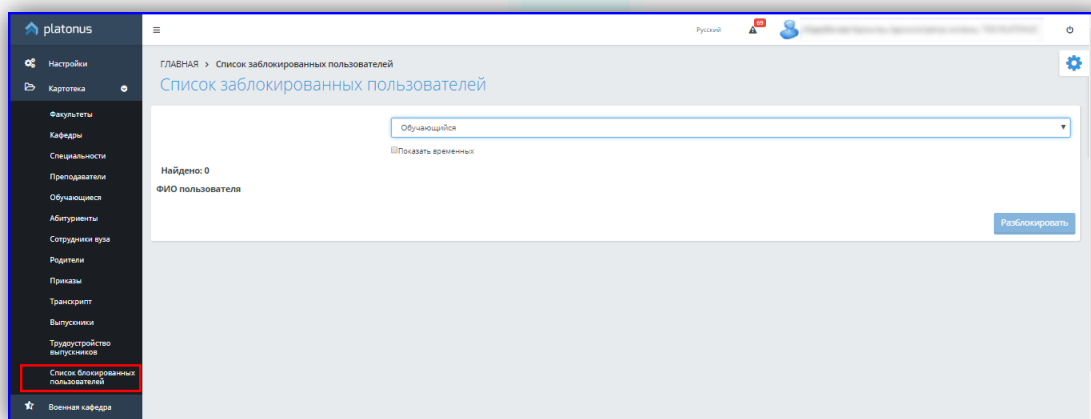 platonus
Русский
69
Настройки
Картотека
Факультеты
Кафедры
Специальности
Преподаватели
Обучающиеся
Абитуриенты
Сотрудники вуза
Родители
Приказы
Транскрипт
Выпускники
Трудоустройство
выпускников
Список блокированных
пользователей
Военная кафедра
ГЛАВНАЯ > Список заблокированных пользователей
Список заблокированных пользователей
Обучающийся
Показать временных
Найдено: 0
ФИО пользователя
Разблокировать